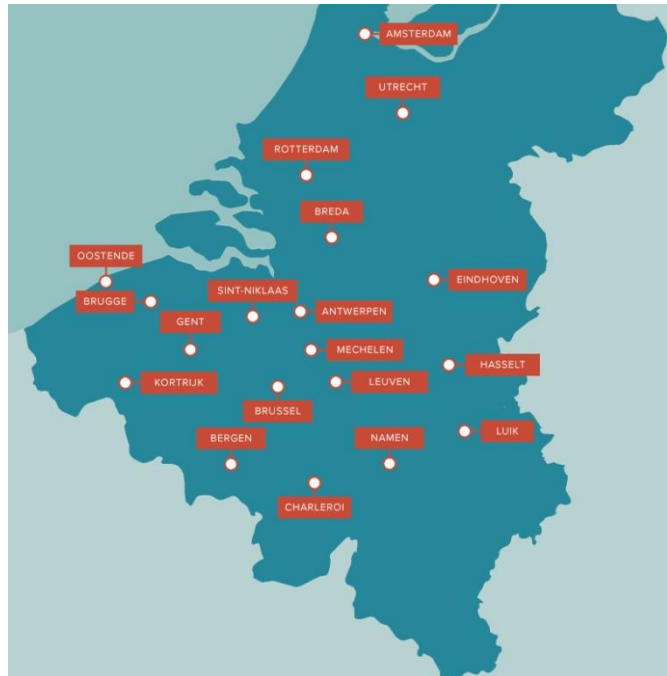 AMSTERDAM
UTRECHT
ROTTERDAM
BREDA
OOSTENDE
EINDHOVEN
SINT-NIKLAAS
BRUGGE
ANTWERPEN
GENT
MECHELEN
HASSELT
KORTRIJK
LEUVEN
BRUSSEL
LUIK
BERGEN
NAMEN
CHARLEROI